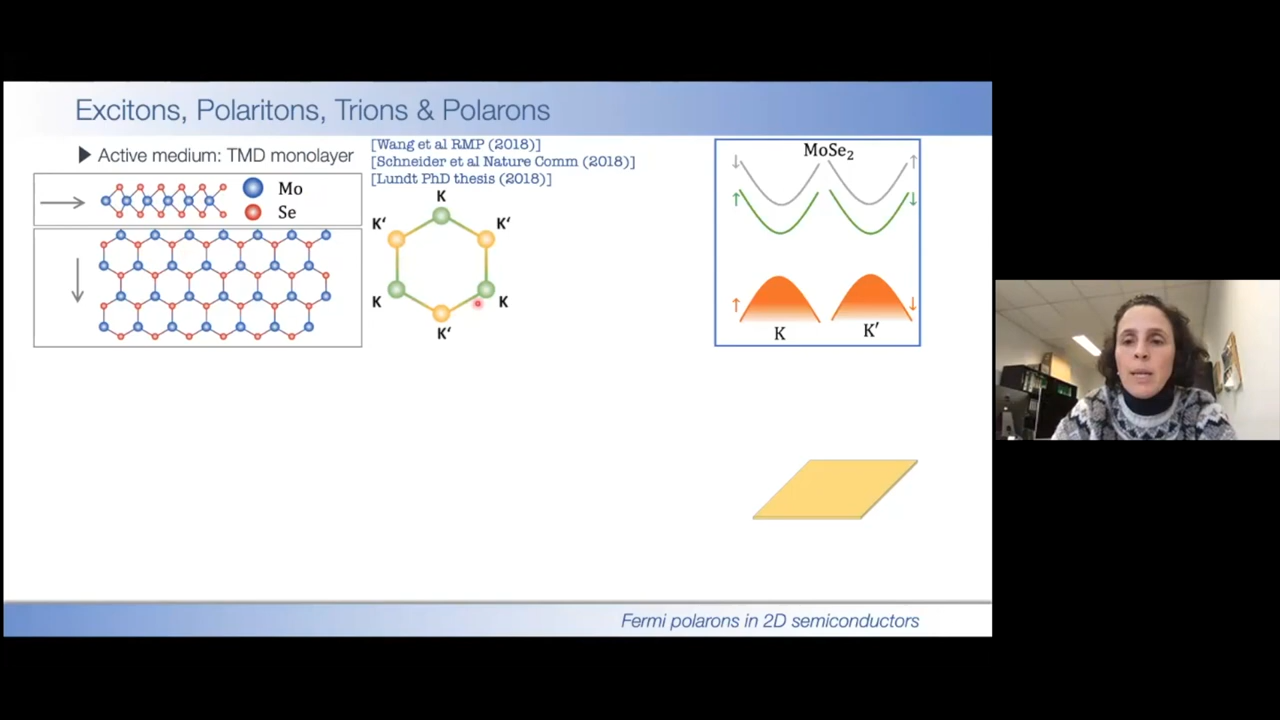 Excitons, Polaritons, Trions & Polarons
Active medium: TMD monolayer
[Wang et al RMP (2018)]
[Schneider et al Nature Comm (2018)]
[Lundt PhD thesis (2018)]
Mo
Se
K
K‘
K‘
K
K
K‘
MoSe₂
↓
↑
↑
↓
↑
↓
K
K′
Fermi polarons in 2D semiconductors